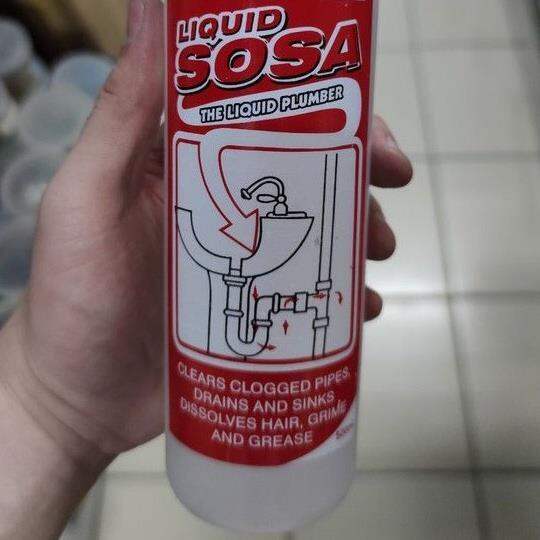 LIQUID
SOSA
THE LIQUID PLUMBER
CLEARS CLOGGED PIPES,
DRAINS AND SINKS
DISSOLVES HAIR, GRIME
AND GREASE